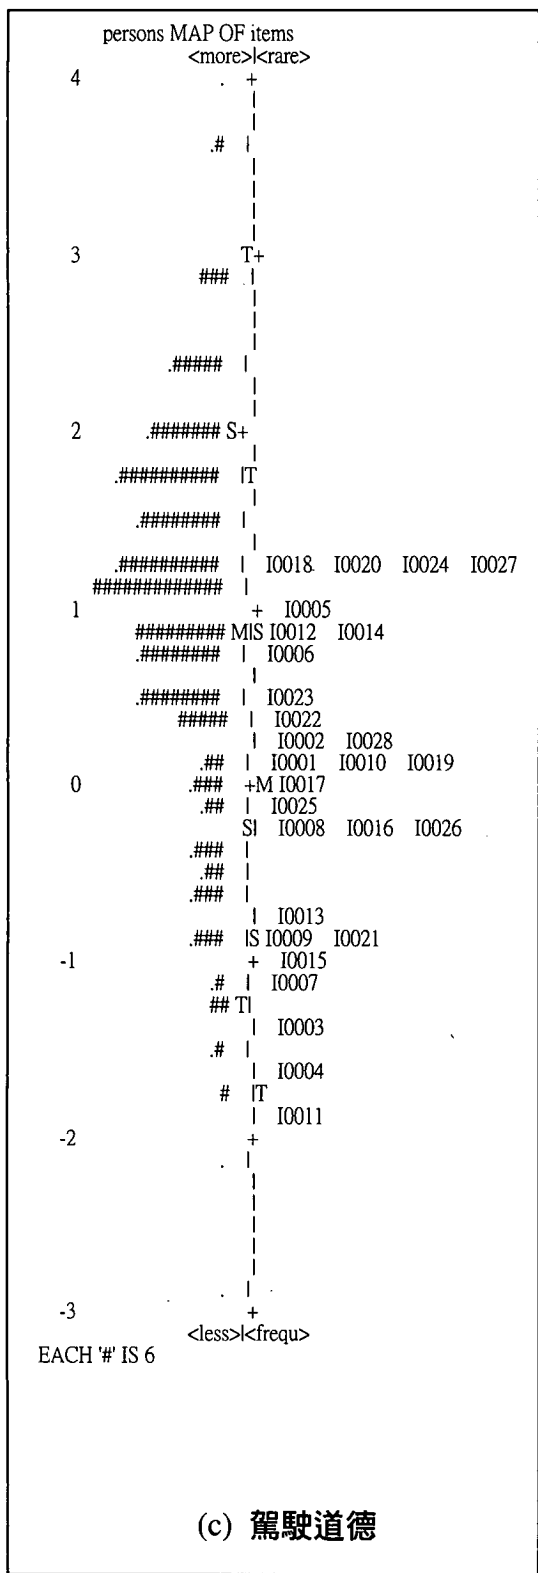 persons MAP OF items
<more>|<rare>
4 . +
|
|
.# |
|
|
|
|
3 T+
### |
|
|
|
.##### |
|
|
2 .####### S+
|
.########## |T
|
.######## |
|
.########## | I0018 I0020 I0024 I0027
############# |
1 + I0005
######### M|S I0012 I0014
.######## | I0006
|
.######## | I0023
##### | I0022
| I0002 I0028
.## | I0001 I0010 I0019
0 .### +M I0017
.## | I0025
S| I0008 I0016 I0026
.### |
.## |
.### |
| I0013
.### |S I0009 I0021
-1 + I0015
.# | I0007
## T|
| I0003
.# |
| I0004
# |T
| I0011
-2 +
. |
|
|
|
|
|
. |
-3 +
<less>|<frequ>
EACH '#' IS 6
(c) 駕駛道德